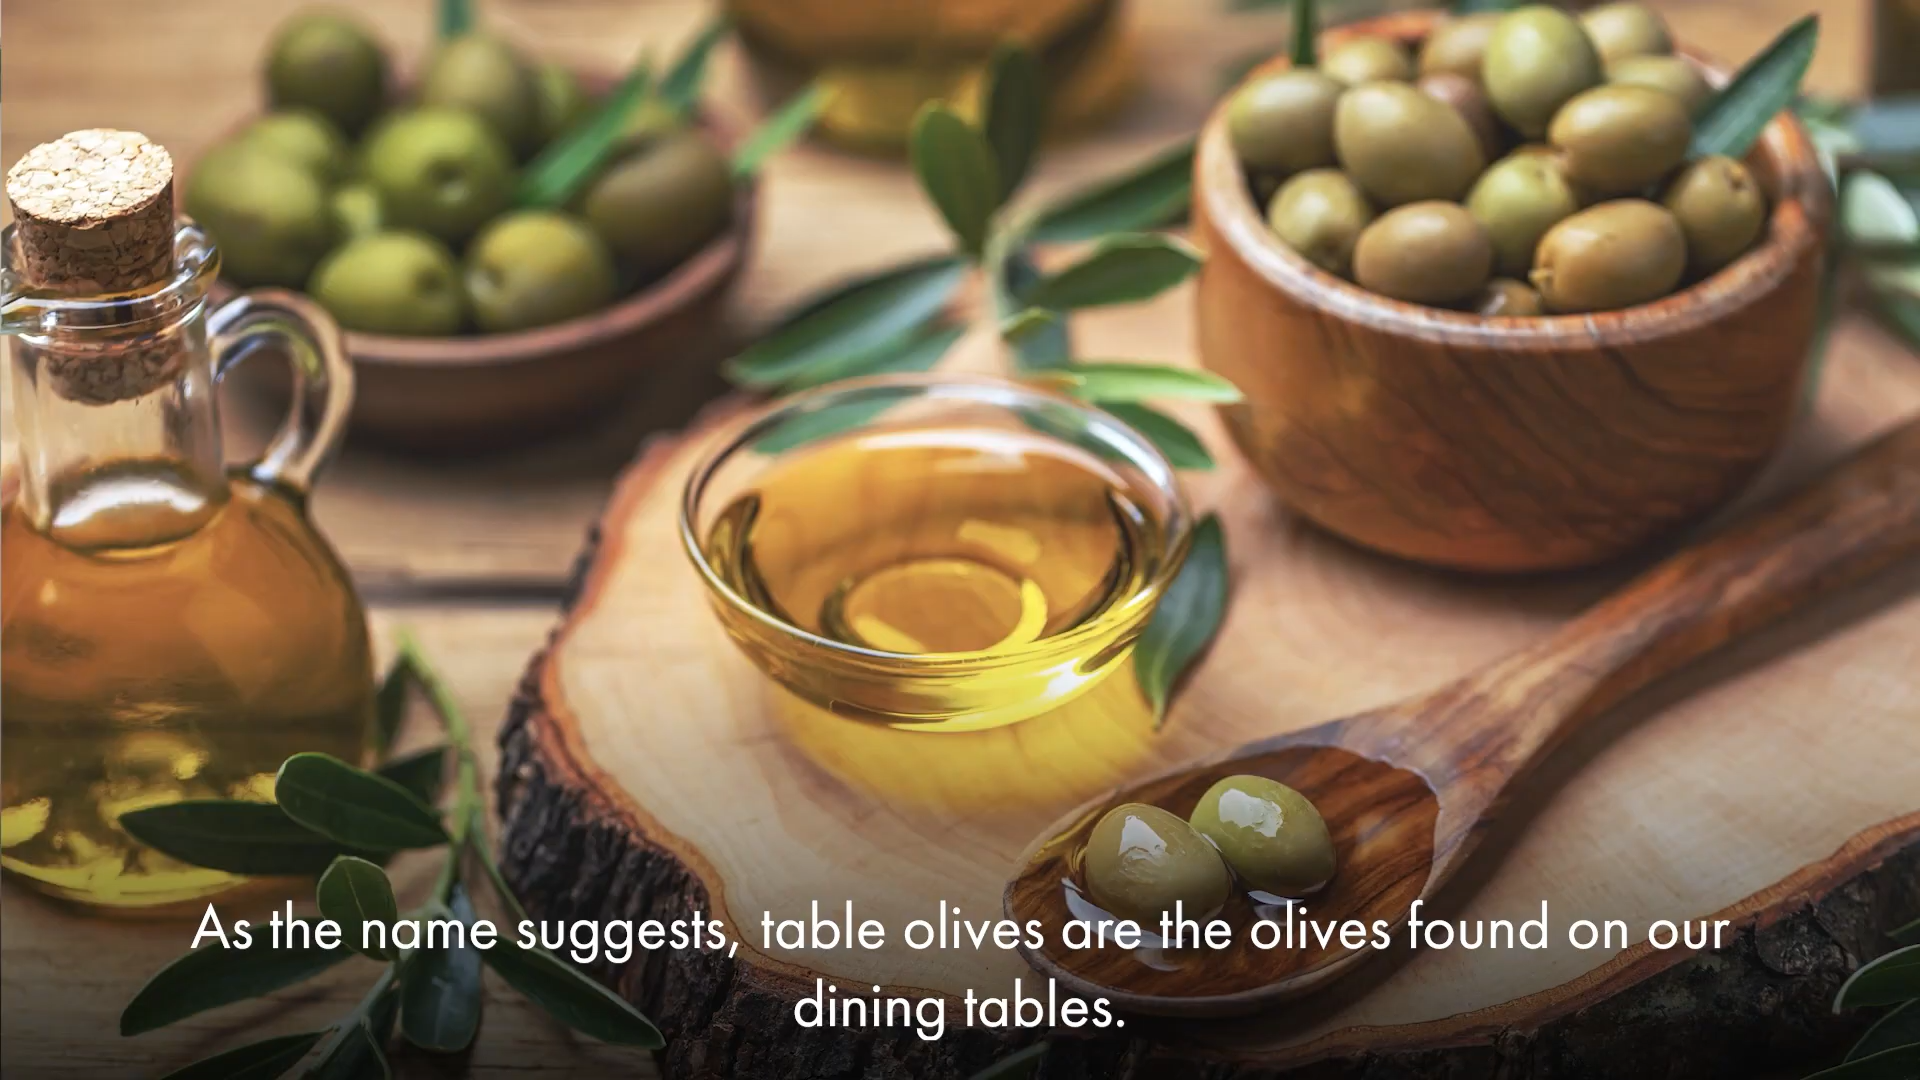 As the name suggests, table olives are the olives found on our
dining tables.